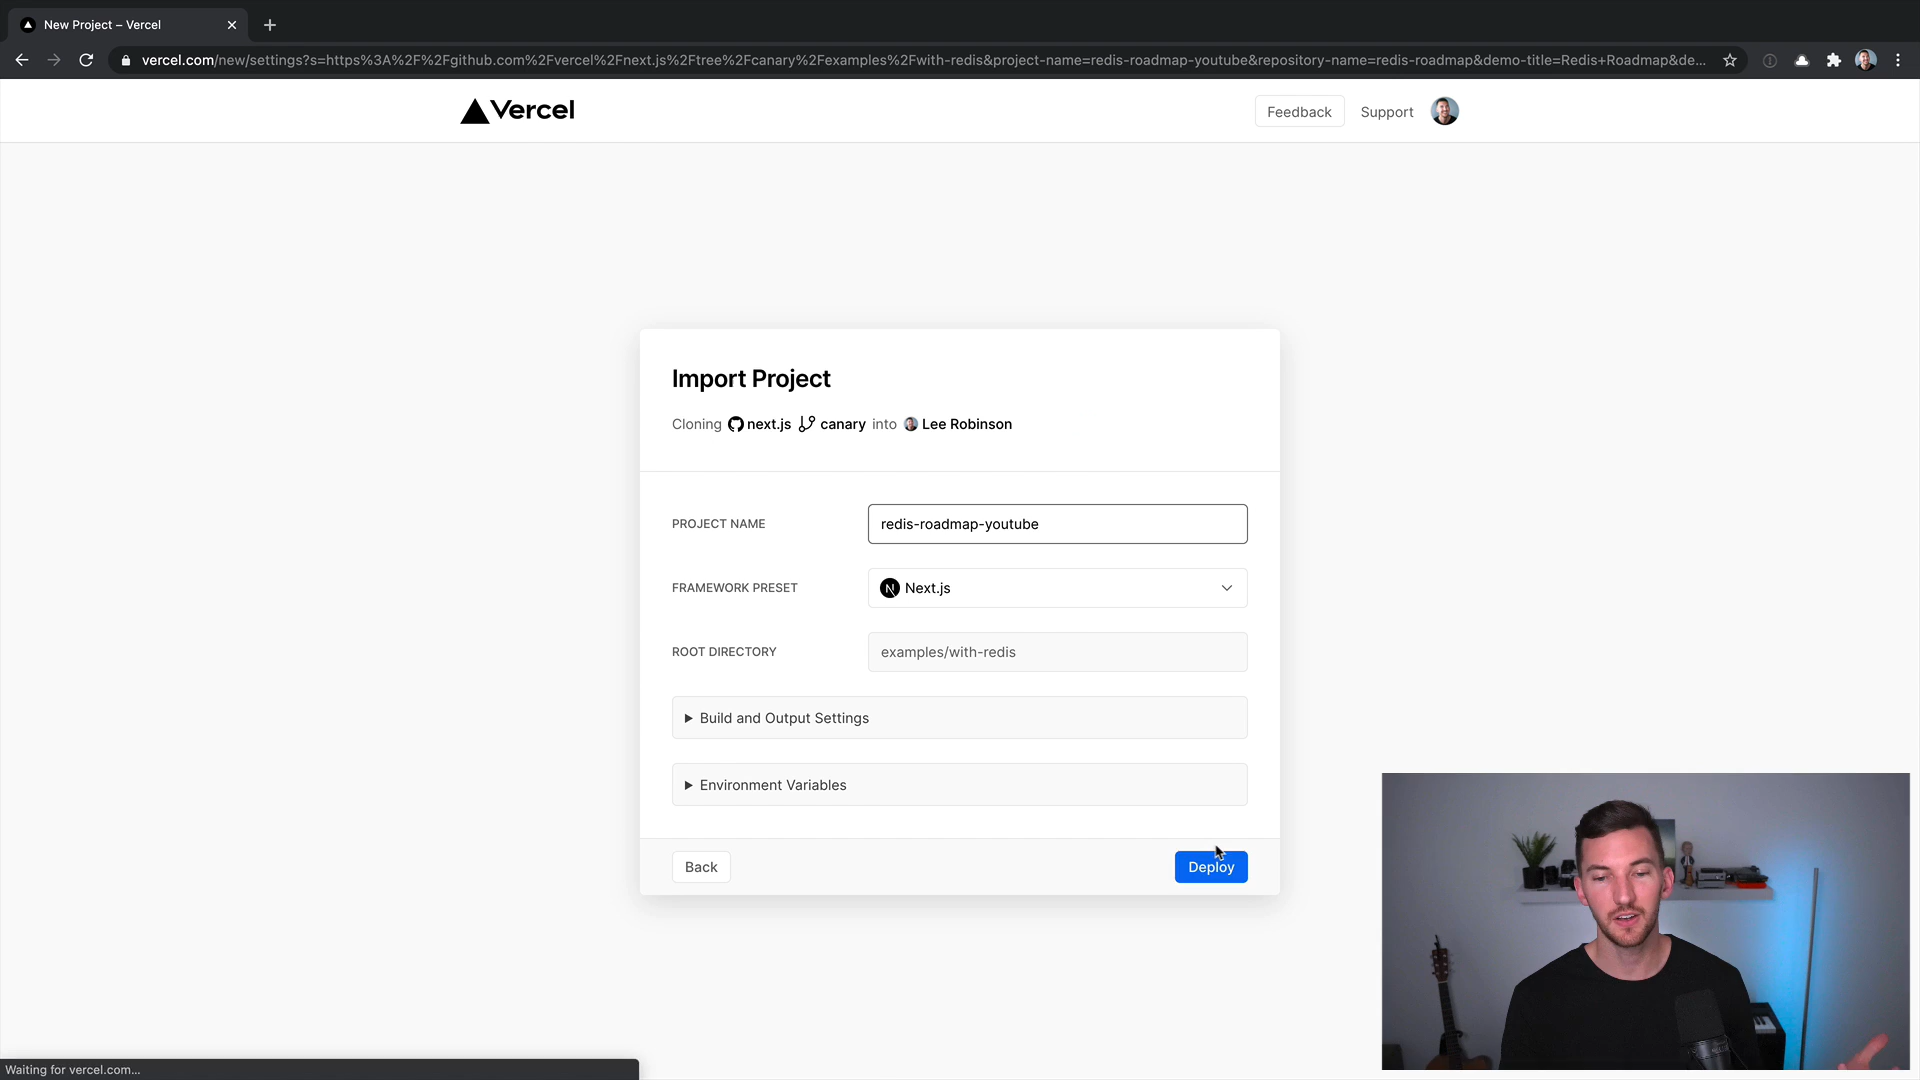 New Project – Vercel
vercel.com/new/settings?s=https%3A%2F%2Fgithub.com%2Fvercel%2Fnext.js%2Ftree%2Fcanary%2Fexamples%2Fwith-redis&project-name=redis-roadmap-youtube&repository-name=redis-roadmap&demo-title=Redis+Roadmap&de...
Vercel
Feedback
Support
Import Project
Cloning next.js canary into Lee Robinson
PROJECT NAME
redis-roadmap-youtube
FRAMEWORK PRESET
N Next.js
ROOT DIRECTORY
examples/with-redis
Build and Output Settings
Environment Variables
Back
Deploy
Waiting for vercel.com...